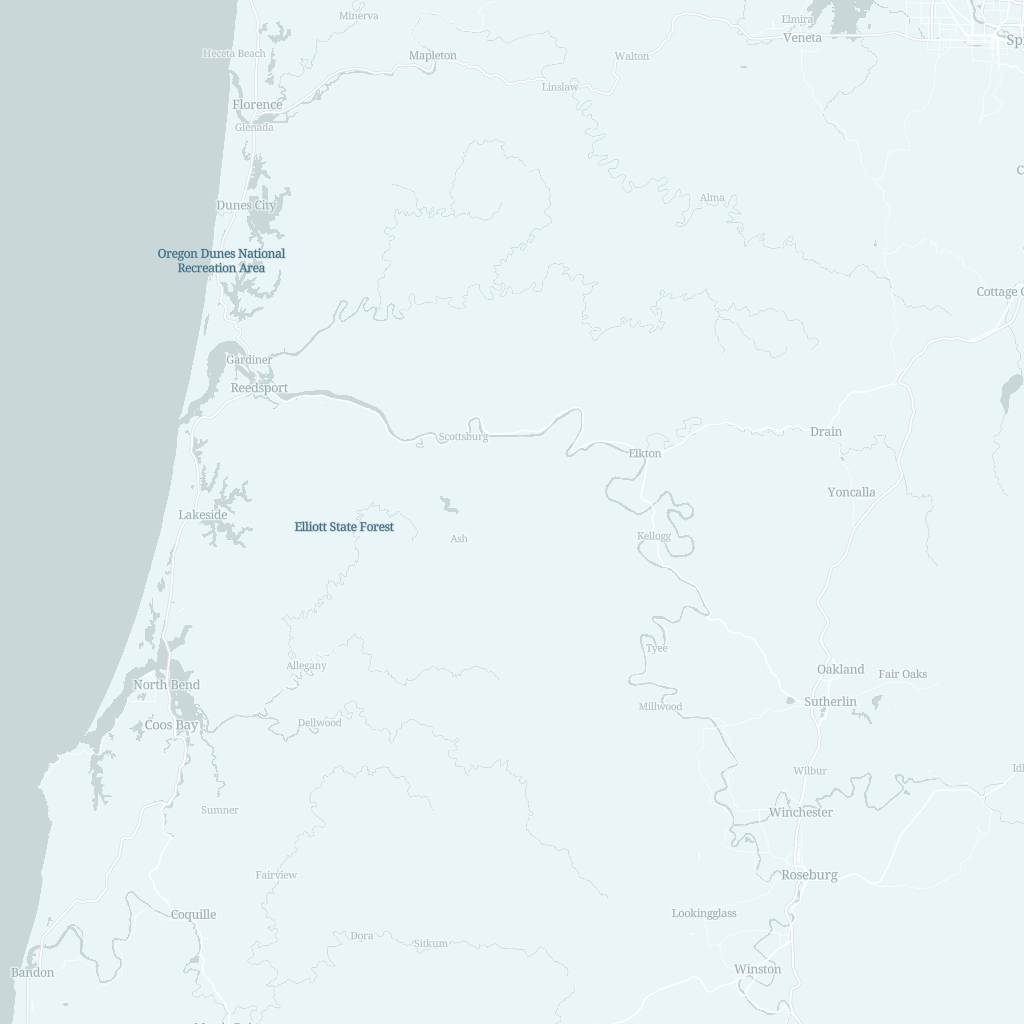 Minerva
Elmira
Veneta
Heceta Beach
Mapleton
Walton
Linslaw
Florence
Glenada
Alma
Dunes City
Oregon Dunes National
Recreation Area
Gardiner
Reedsport
Scottsburg
Elkton
Drain
Yoncalla
Lakeside
Elliott State Forest
Ash
Kellogg
Tyee
Allegany
North Bend
Oakland
Fair Oaks
Sutherlin
Millwood
Dellwood
Coos Bay
Wilbur
Winchester
Sumner
Fairview
Roseburg
Coquille
Lookingglass
Dora
Sitkum
Bandon
Winston